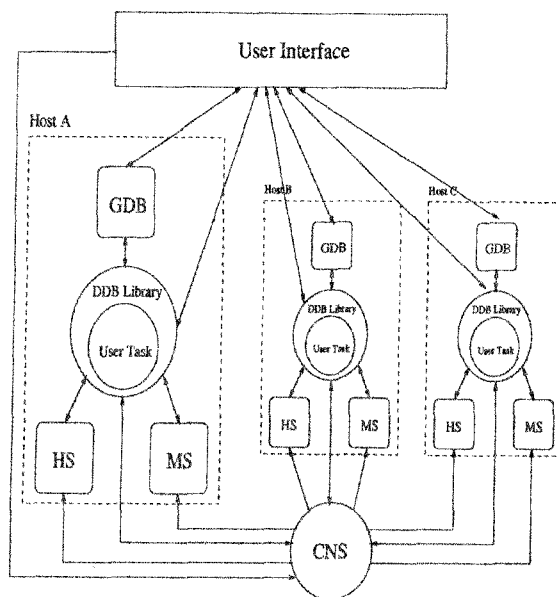 User Interface
Host A
GDB
DDB Library
User Task
HS
MS
Host B
GDB
DDB Library
User Task
HS
MS
Host C
GDB
DDB Library
User Task
HS
MS
CNS